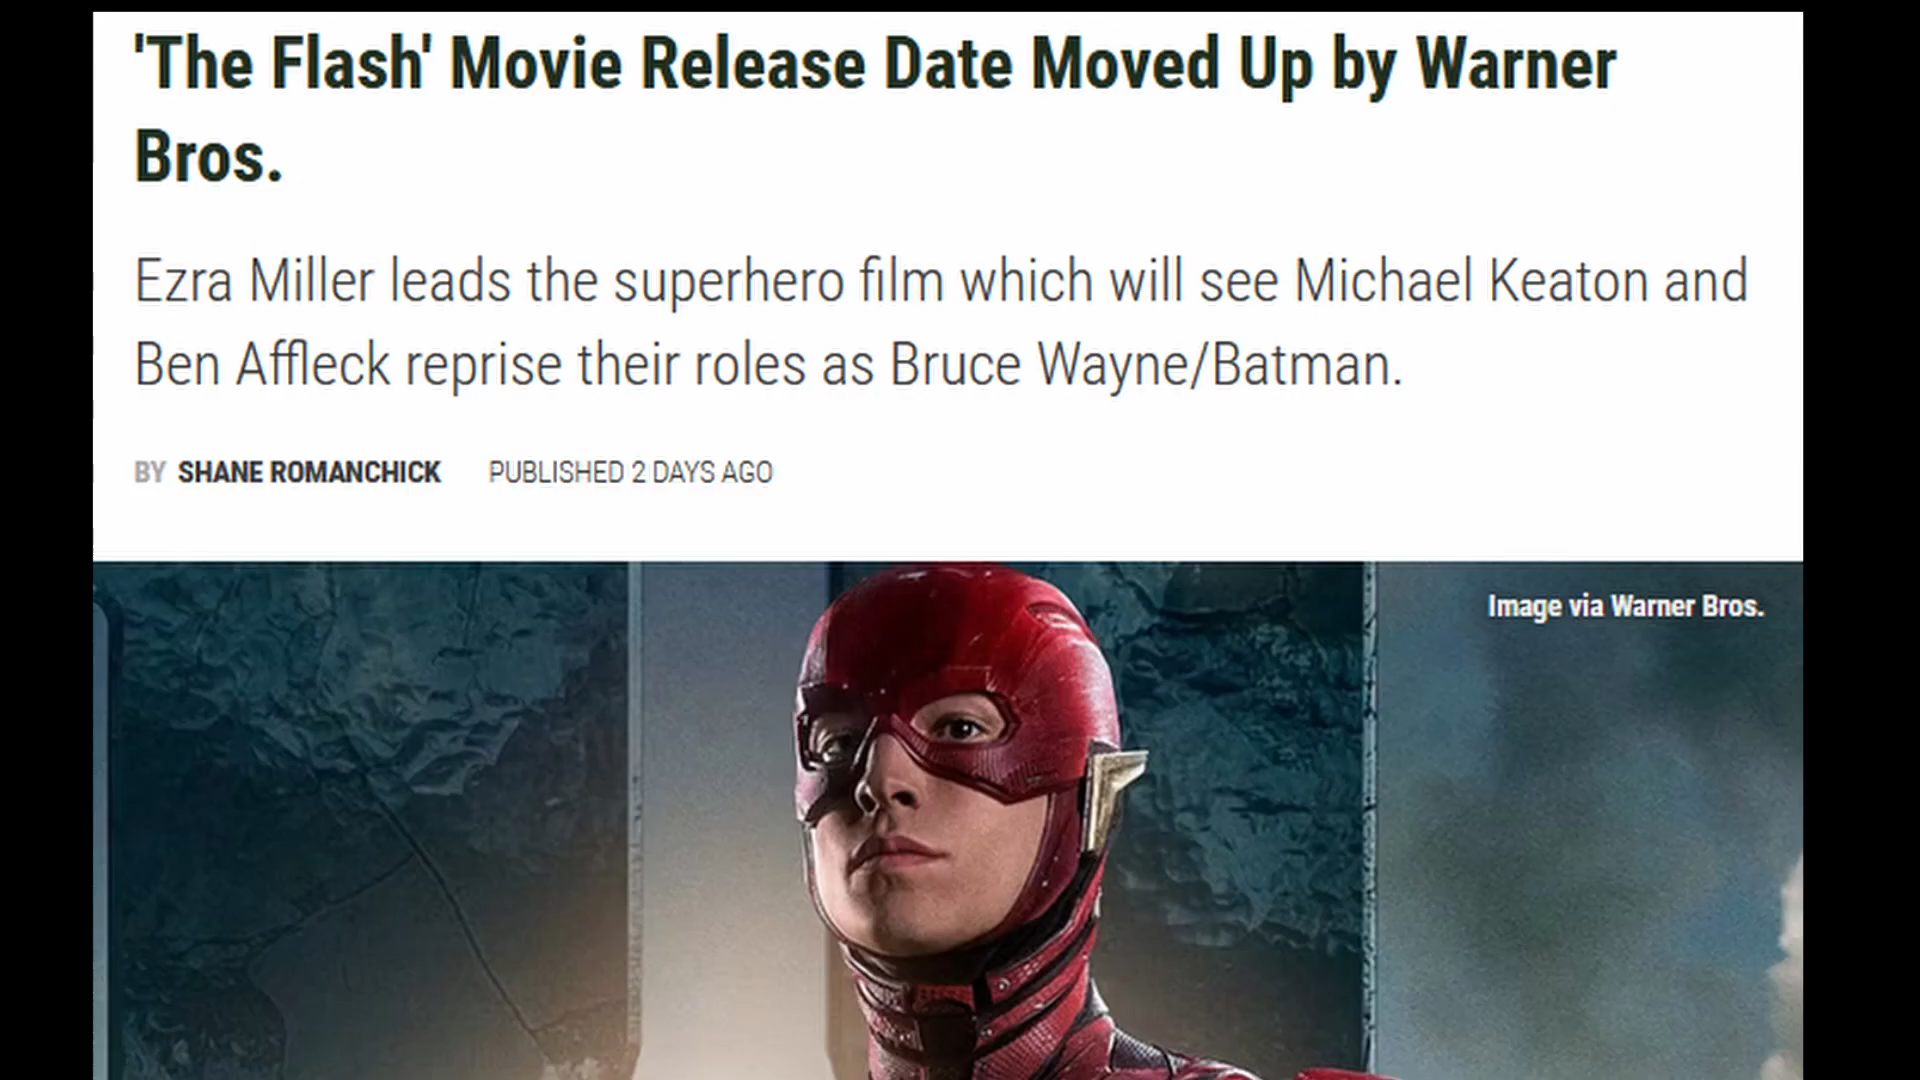 'The Flash' Movie Release Date Moved Up by Warner
Bros.
Ezra Miller leads the superhero film which will see Michael Keaton and
Ben Affleck reprise their roles as Bruce Wayne/Batman.
BY SHANE ROMANCHICK PUBLISHED 2 DAYS AGO
Image via Warner Bros.